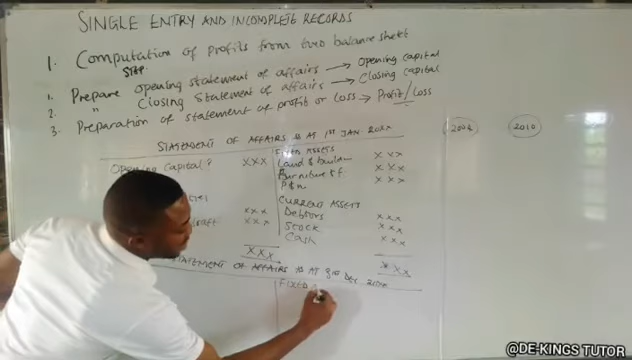 SINGLE ENTRY AND INCOMPLETE RECORDS
1. Computation of profits from two balance sheet
STEP
1. Prepare opening statement of affairs → Opening capital
2. " Closing Statement of affairs → Closing capital
3. Preparation of statement of profit or loss → Profit/Loss
STATEMENT OF AFFAIRS AS AT 1ST JAN 20XX
2009 2010
Opening Capital? XXX
FIXED ASSETS
Land & build XXX
Furniture & f. XXX
P&m XXX
CURRENT ASSETS
Debtors XXX
XXX
Stock XXX
XXX
Cash XXX
XXX XXX
STATEMENT OF AFFAIRS AS AT 31ST DEC 20XX
FIXED
@DE-KINGS TUTOR